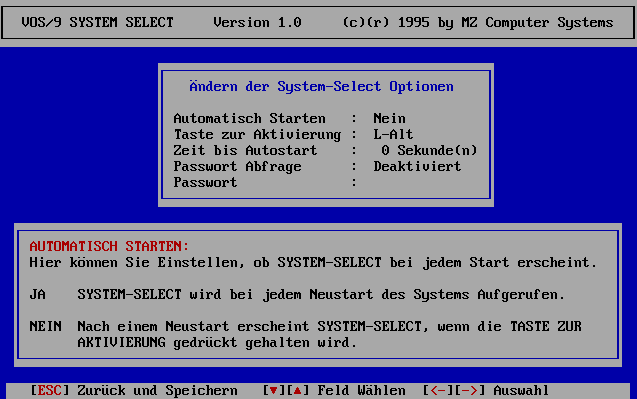 VOS/9 SYSTEM SELECT Version 1.0 (c)(r) 1995 by MZ Computer Systems
Ändern der System-Select Optionen
Automatisch Starten : Nein
Taste zur Aktivierung : L-Alt
Zeit bis Autostart : 0 Sekunde(n)
Passwort Abfrage : Deaktiviert
Passwort :
AUTOMATISCH STARTEN:
Hier können Sie Einstellen, ob SYSTEM-SELECT bei jedem Start erscheint.
JA SYSTEM-SELECT wird bei jedem Neustart des Systems Aufgerufen.
NEIN Nach einem Neustart erscheint SYSTEM-SELECT, wenn die TASTE ZUR
AKTIVIERUNG gedrückt gehalten wird.
[ESC] Zurück und Speichern [▼][▲] Feld Wählen [<-][->] Auswahl